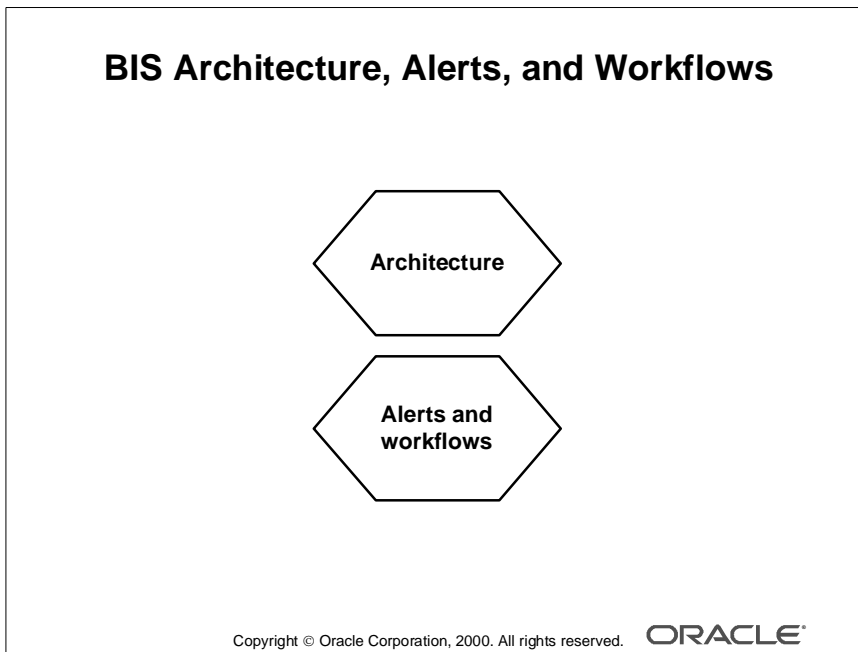 BIS Architecture, Alerts, and Workflows
Architecture
Alerts and
workflows
Copyright © Oracle Corporation, 2000. All rights reserved. ORACLE®